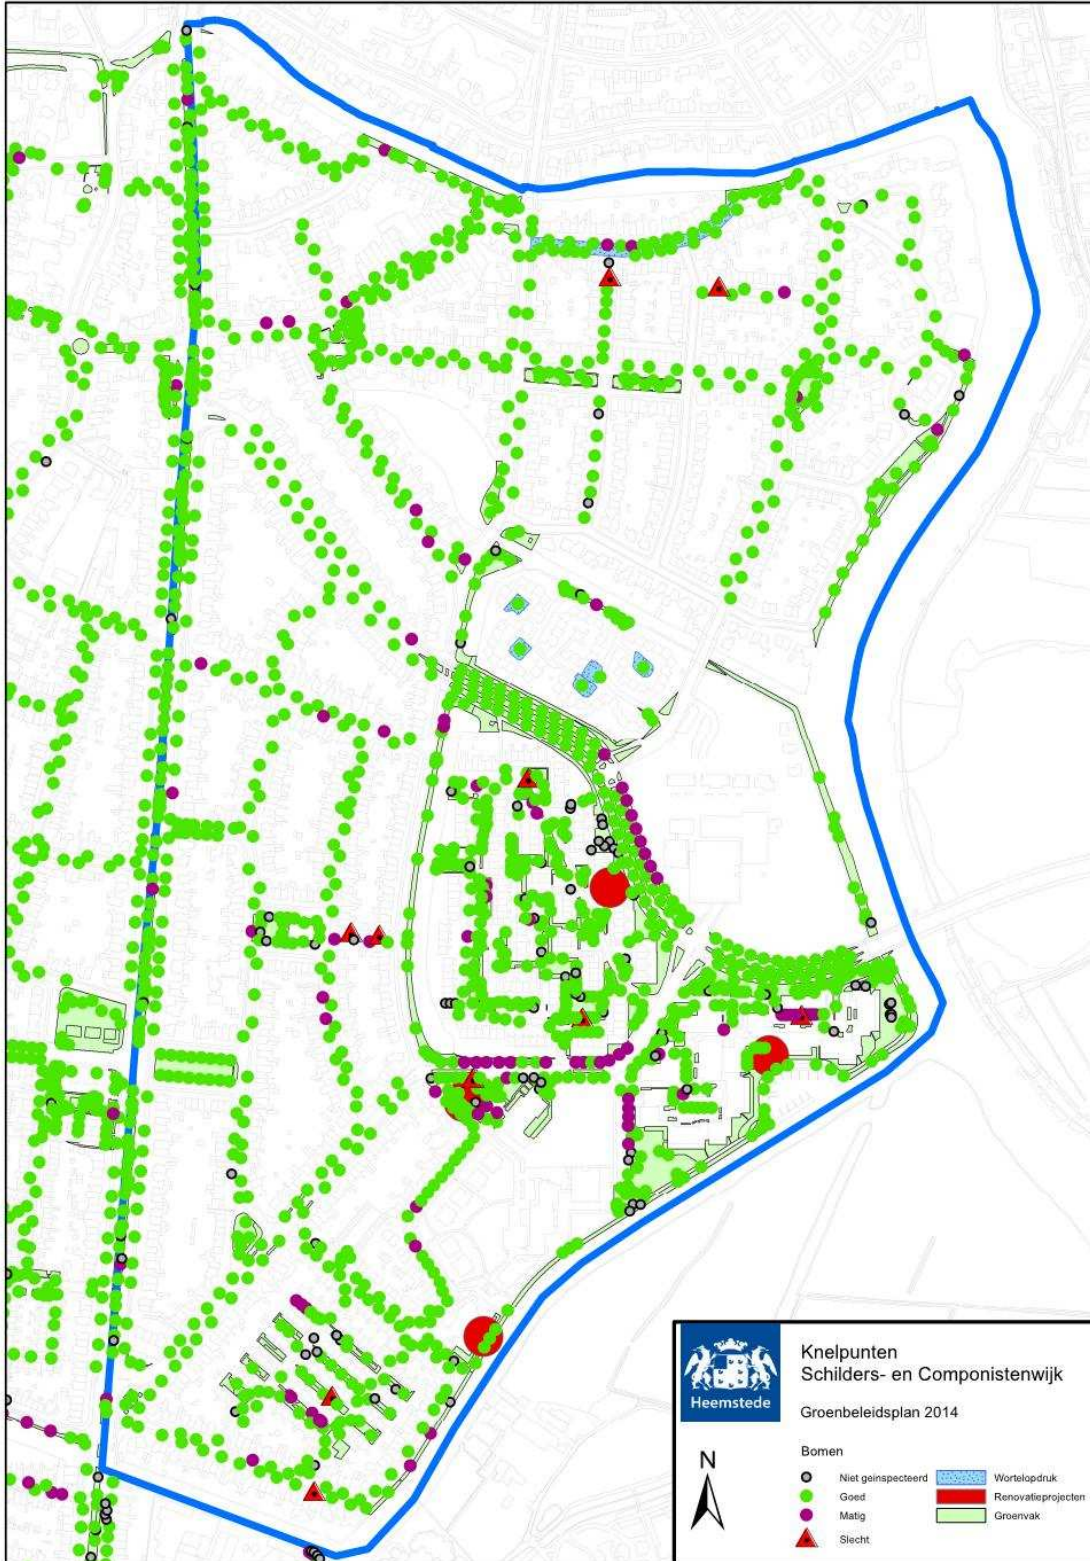 Heemstede
Knelpunten
Schilders- en Componistenwijk
Groenbeleidsplan 2014
N
Bomen
Niet geinspecteerd
Goed
Matig
Slecht
Wortelopdruk
Renovatieprojecten
Groenvak